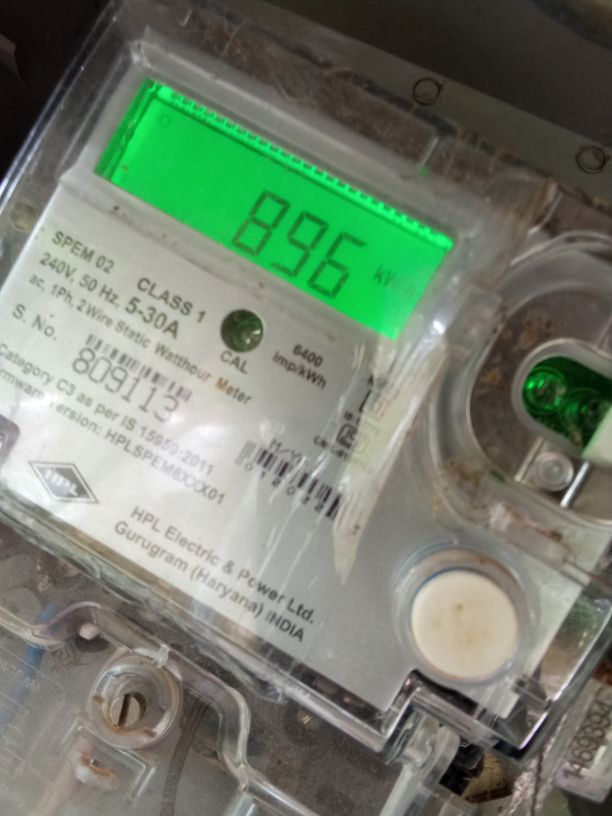 896 kWh
SPEM 02 CLASS 1
240V, 50 Hz. 5-30A
ac, 1Ph. 2Wire Static Watthour Meter
CAL
6400
Imp/kWh
S. No.
809113
Category C3 as per IS 15959:2011
Firmware Version: HPLSPEM6XXX01
M/Y
HPL
HPL Electric & Power Ltd.
Gurugram (Haryana) INDIA